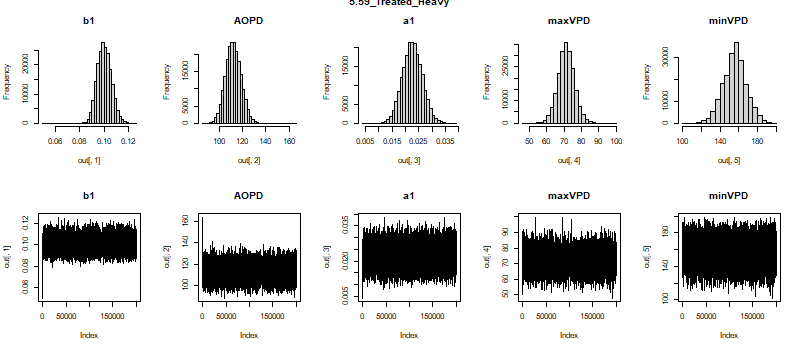 5.59_Treated_Heavy
b1
AOPD
a1
maxVPD
minVPD
Frequency
0 10000 20000
0.06 0.08 0.10 0.12
out[, 1]
Frequency
0 5000 15000
100 120 140 160
out[, 2]
Frequency
0 5000 15000
0.005 0.015 0.025 0.035
out[, 3]
Frequency
0 10000 20000
50 60 70 80 90 100
out[, 4]
Frequency
0 10000 30000
100 140 180
out[, 5]
b1
AOPD
a1
maxVPD
minVPD
out[, 1]
0.06 0.08 0.10 0.12
0 50000 150000
Index
out[, 2]
100 120 140 160
0 50000 150000
Index
out[, 3]
0.005 0.020 0.035
0 50000 150000
Index
out[, 4]
50 60 70 80 90
0 50000 150000
Index
out[, 5]
100 140 180
0 50000 150000
Index